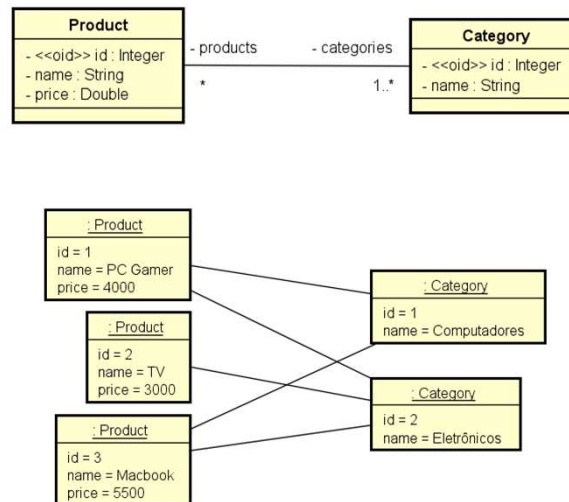 Product
- <<oid>> id : Integer
- name : String
- price : Double
- products
- categories
*
1..*
Category
- <<oid>> id : Integer
- name : String
: Product
id = 1
name = PC Gamer
price = 4000
: Product
id = 2
name = TV
price = 3000
: Product
id = 3
name = Macbook
price = 5500
: Category
id = 1
name = Computadores
: Category
id = 2
name = Eletrônicos